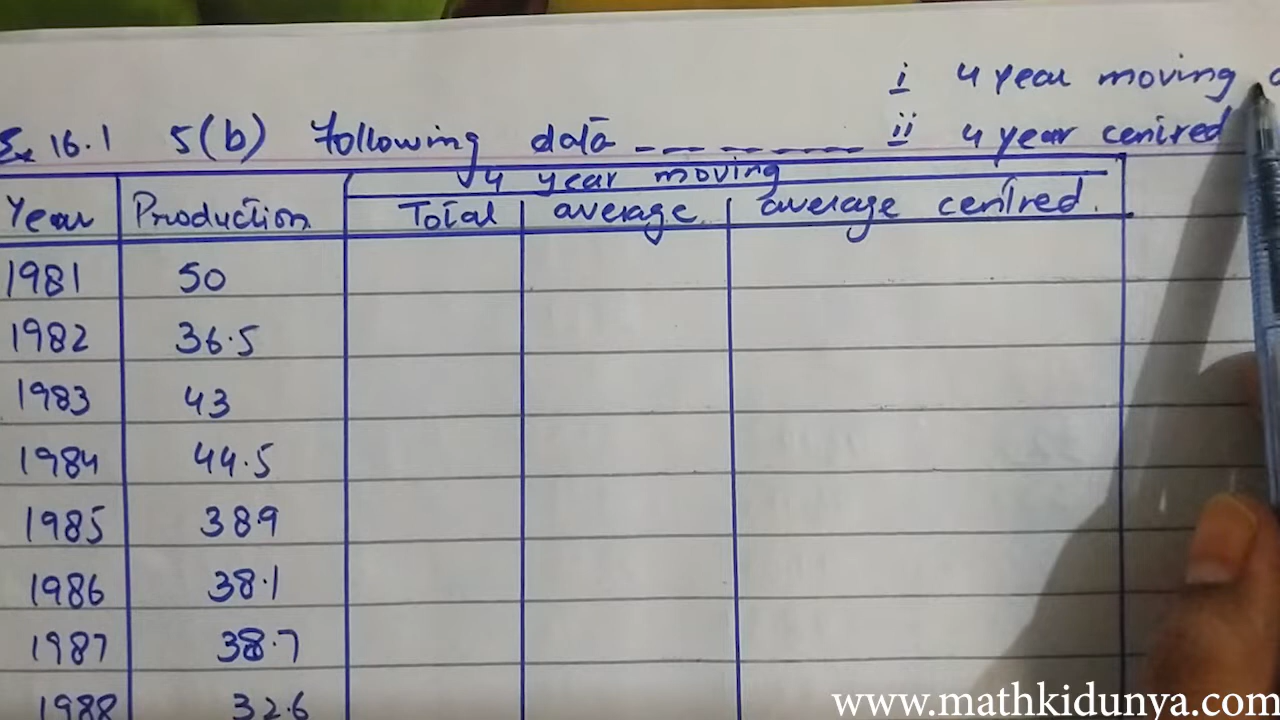 i 4 year moving
Ex 16.1 5(b) Following data ---------- ii 4 year centred
4 year moving
Year Production Total average average centred.
1981 50
1982 36.5
1983 43
1984 44.5
1985 38.9
1986 38.1
1987 38.7
1988 32.6
www.mathkidunya.com